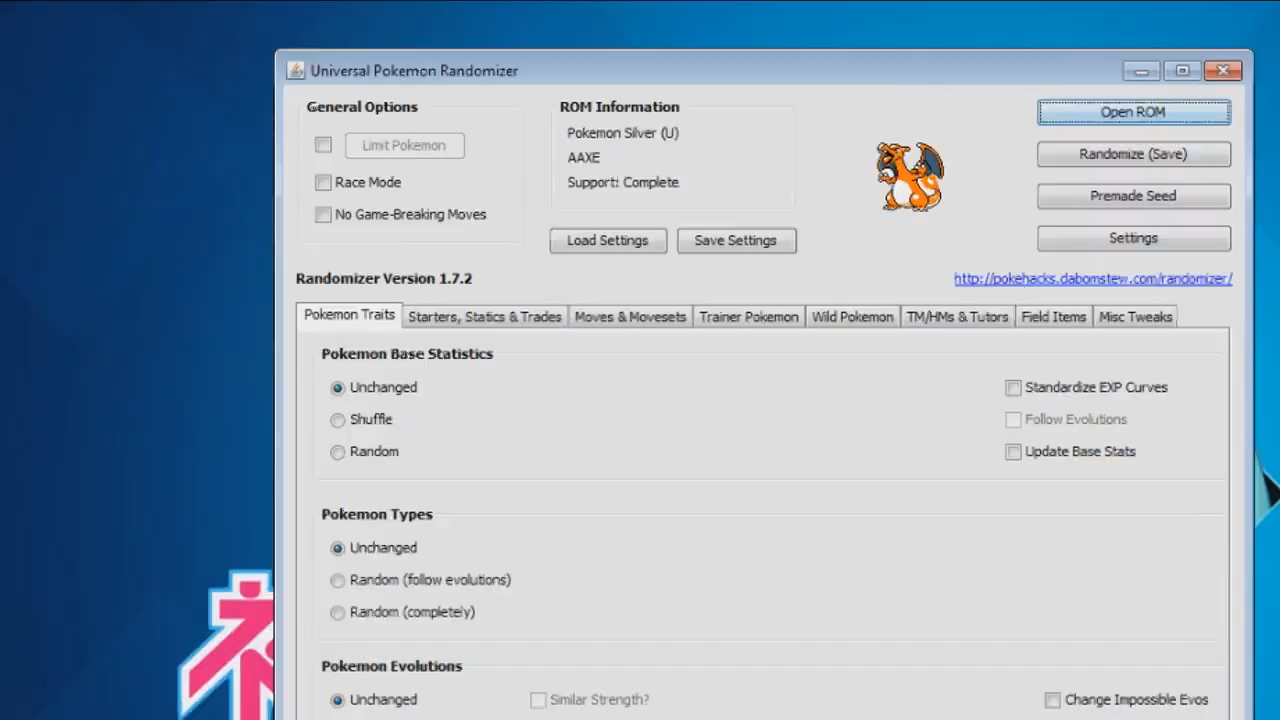 Universal Pokemon Randomizer
General Options
ROM Information
Open ROM
Limit Pokemon
Pokemon Silver (U)
AAXE
Randomize (Save)
Race Mode
Support: Complete
Premade Seed
No Game-Breaking Moves
Load Settings
Save Settings
Settings
Randomizer Version 1.7.2
http://pokehacks.dabomstew.com/randomizer/
Pokemon Traits
Starters, Statics & Trades
Moves & Movesets
Trainer Pokemon
Wild Pokemon
TM/HMs & Tutors
Field Items
Misc Tweaks
Pokemon Base Statistics
Unchanged
Standardize EXP Curves
Shuffle
Follow Evolutions
Random
Update Base Stats
Pokemon Types
Unchanged
Random (follow evolutions)
Random (completely)
Pokemon Evolutions
Unchanged
Similar Strength?
Change Impossible Evos